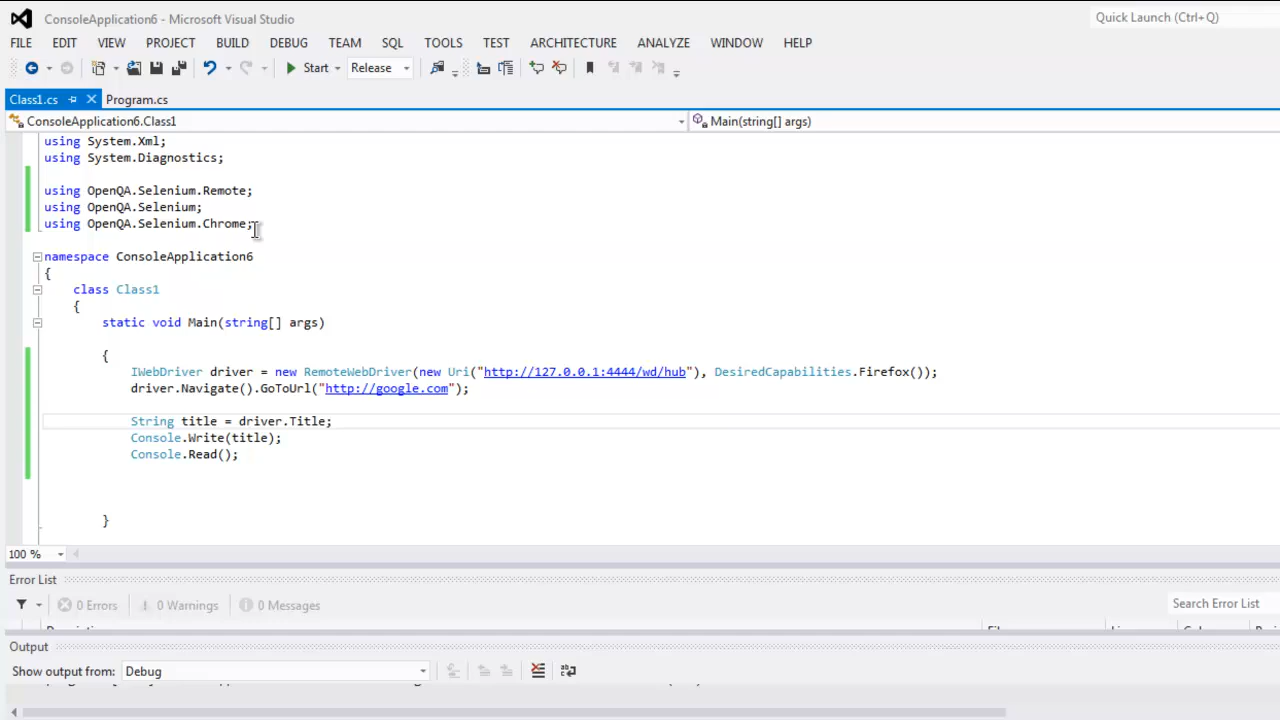 ConsoleApplication6 - Microsoft Visual Studio
Quick Launch (Ctrl+Q)
FILE EDIT VIEW PROJECT BUILD DEBUG TEAM SQL TOOLS TEST ARCHITECTURE ANALYZE WINDOW HELP
Start Release
Class1.cs Program.cs
ConsoleApplication6.Class1 Main(string[] args)
using System.Xml;
using System.Diagnostics;
using OpenQA.Selenium.Remote;
using OpenQA.Selenium;
using OpenQA.Selenium.Chrome;
namespace ConsoleApplication6
{
class Class1
{
static void Main(string[] args)
{
IWebDriver driver = new RemoteWebDriver(new Uri("http://127.0.0.1:4444/wd/hub"), DesiredCapabilities.Firefox());
driver.Navigate().GoToUrl("http://google.com");
String title = driver.Title;
Console.Write(title);
Console.Read();
}
100 %
Error List
0 Errors 0 Warnings 0 Messages Search Error List
Output
Show output from: Debug